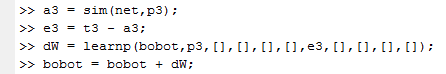 >> a3 = sim(net,p3);
>> e3 = t3 - a3;
>> dW = learnp(bobot,p3,[],[],[],[],e3,[],[],[],[]);
>> bobot = bobot + dW;